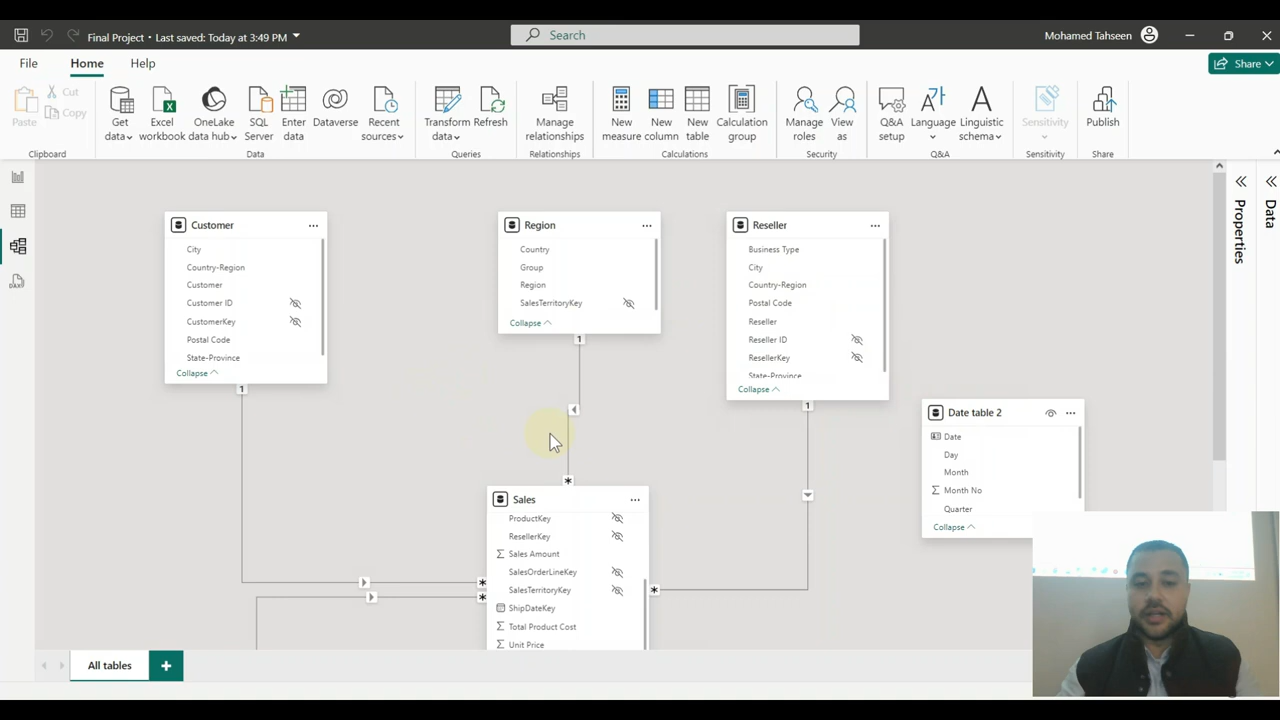 Final Project • Last saved: Today at 3:49 PM
Search
Mohamed Tahseen
File
Home
Help
Share
Paste
Cut
Copy
Get data
Excel workbook
OneLake data hub
SQL Server
Enter data
Dataverse
Recent sources
Transform data
Refresh
Manage relationships
New measure
New column
New table
Calculation group
Manage roles
View as
Q&A setup
Language
Linguistic schema
Sensitivity
Publish
Clipboard
Data
Queries
Relationships
Calculations
Security
Q&A
Sensitivity
Share
Customer
City
Country-Region
Customer
Customer ID
CustomerKey
Postal Code
State-Province
Collapse
1
Region
Country
Group
Region
SalesTerritoryKey
Collapse
1
*
Reseller
Business Type
City
Country-Region
Postal Code
Reseller
Reseller ID
ResellerKey
State-Province
Collapse
1
Date table 2
Date
Day
Month
Month No
Quarter
Collapse
Sales
ProductKey
ResellerKey
Sales Amount
SalesOrderLineKey
SalesTerritoryKey
ShipDateKey
Total Product Cost
Unit Price
*
*
*
Properties
Data
All tables